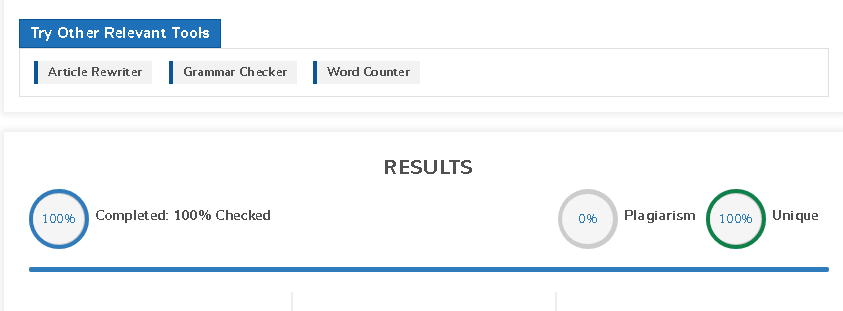 Try Other Relevant Tools
Article Rewriter Grammar Checker Word Counter
RESULTS
100% Completed: 100% Checked 0% Plagiarism 100% Unique